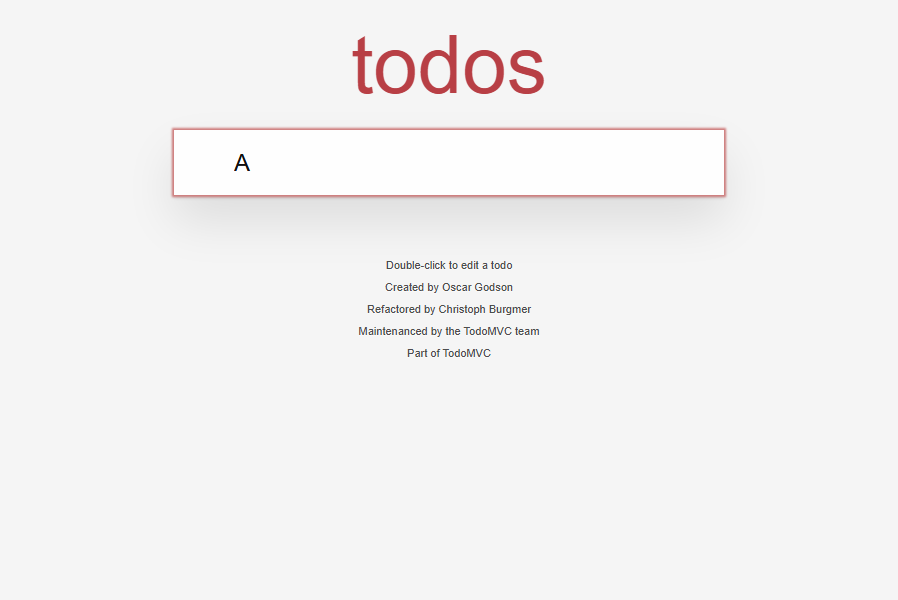 todos
A
Double-click to edit a todo
Created by Oscar Godson
Refactored by Christoph Burgmer
Maintenanced by the TodoMVC team
Part of TodoMVC